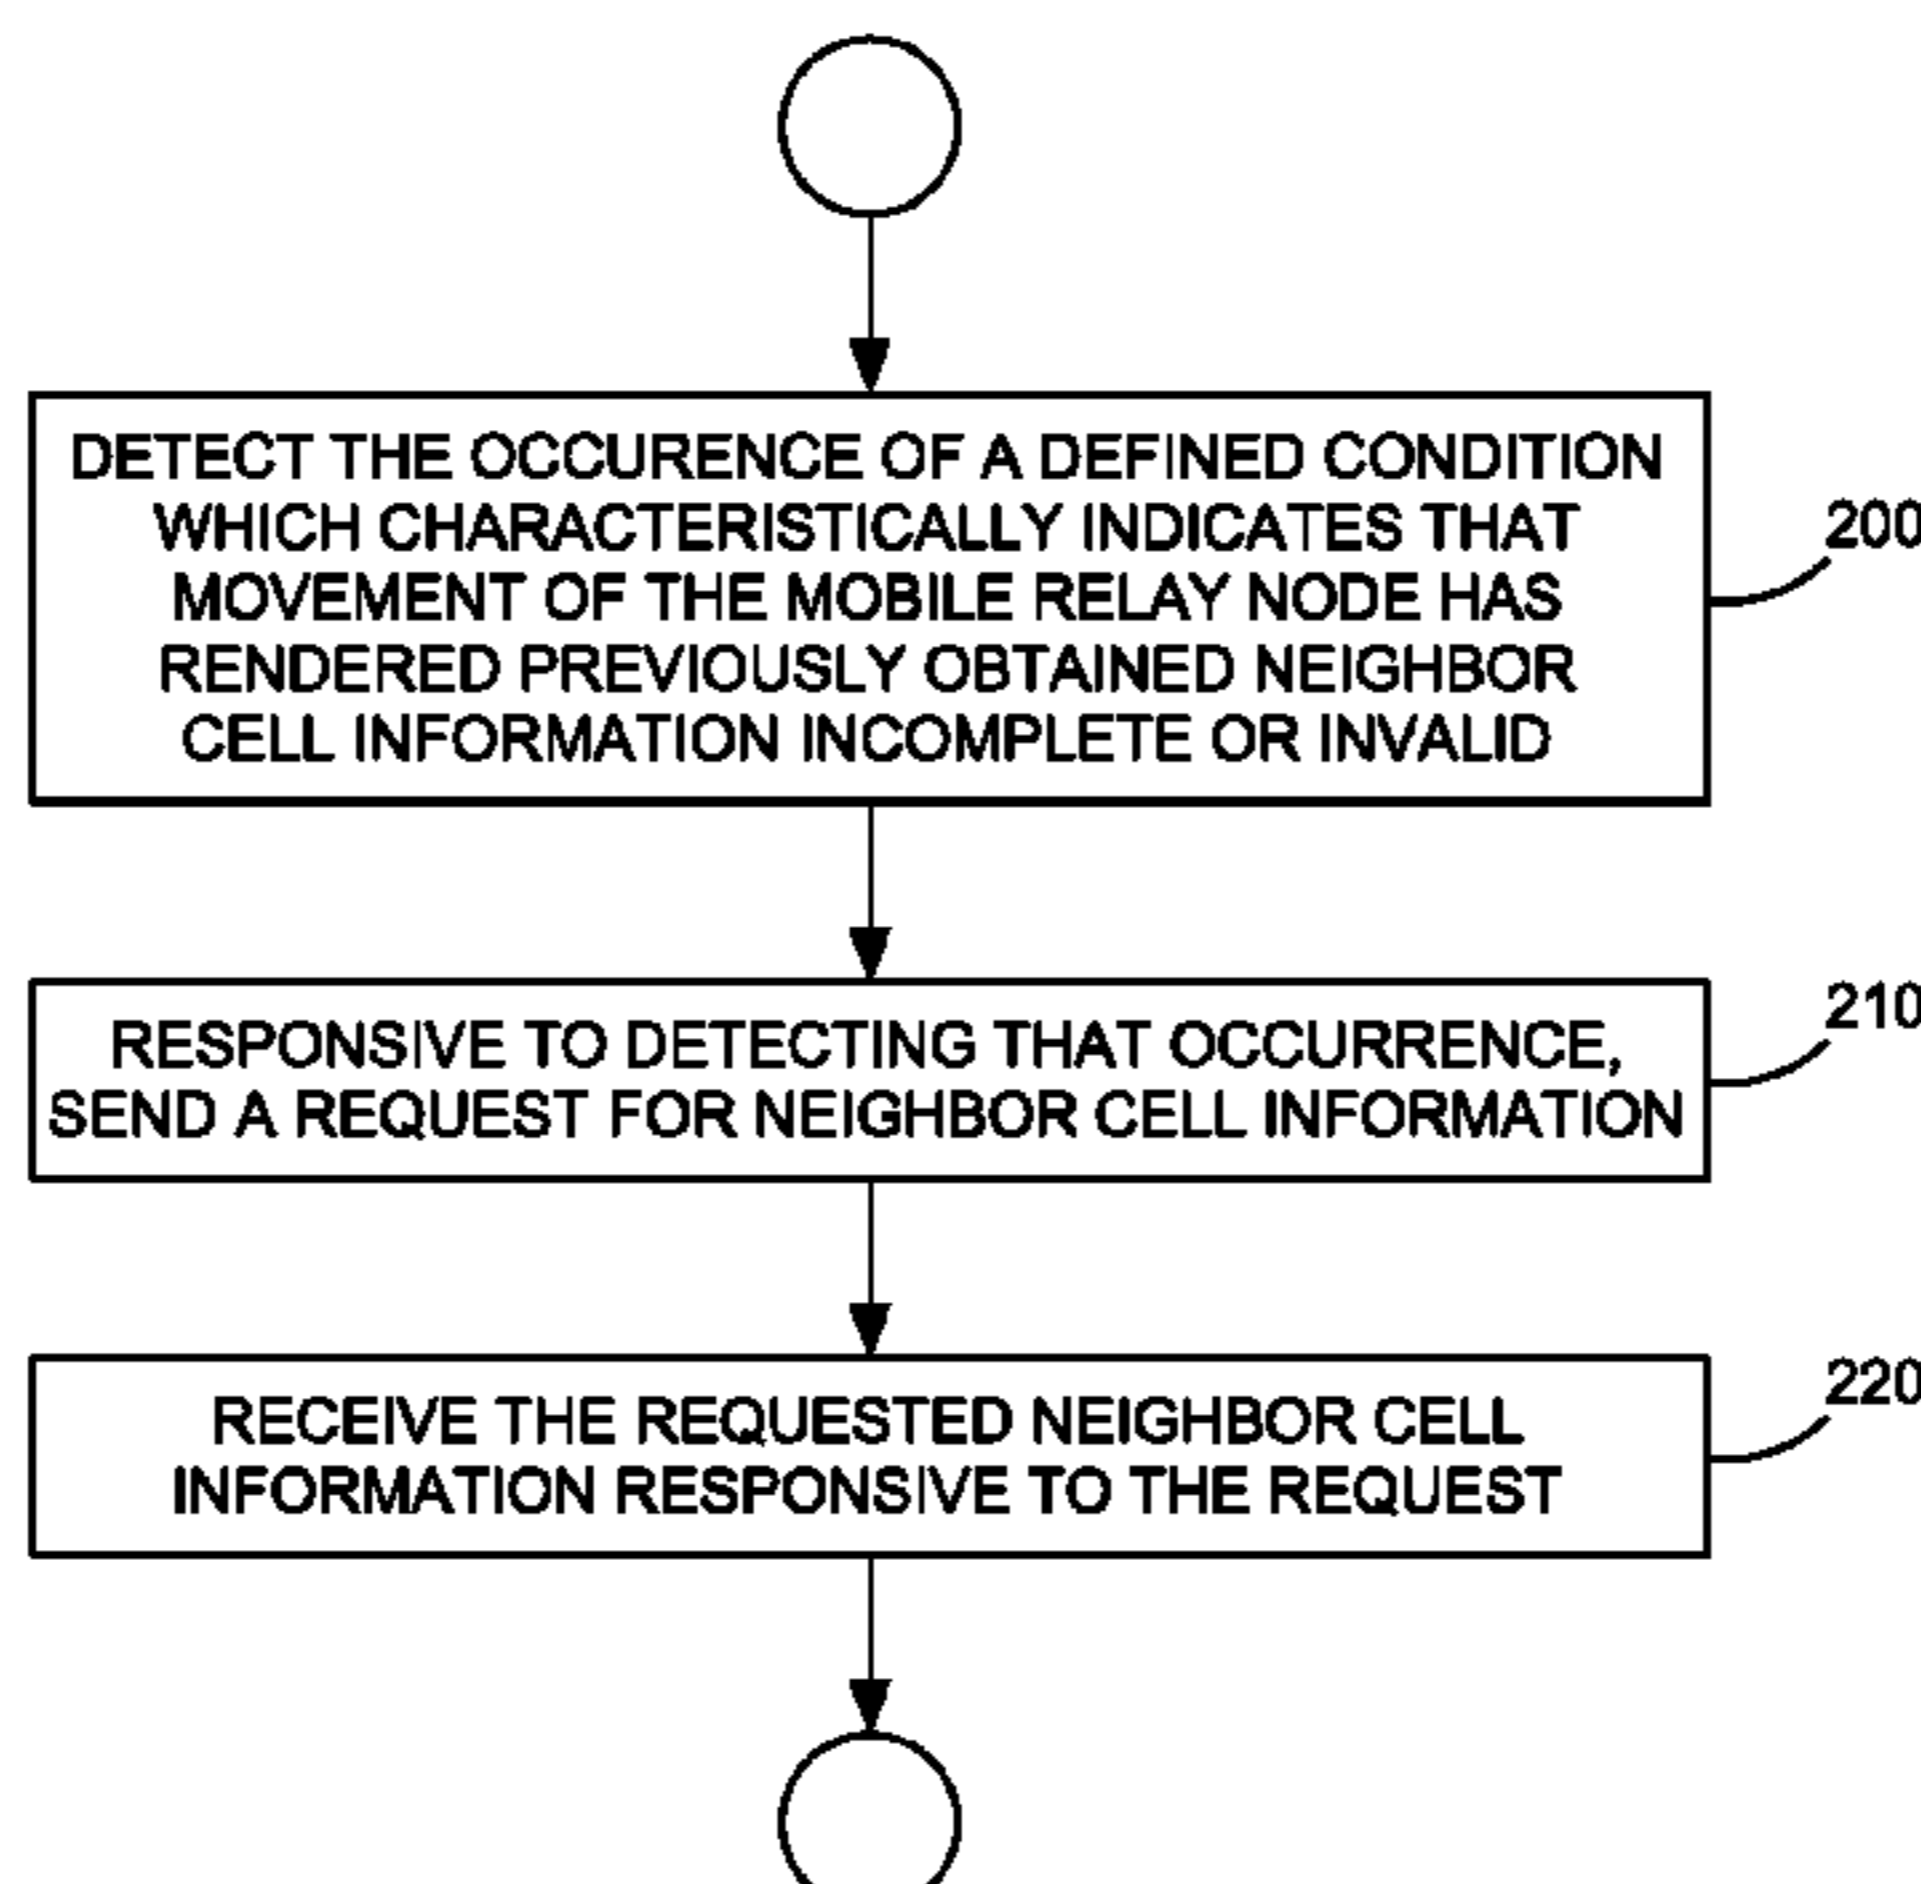 DETECT THE OCCURENCE OF A DEFINED CONDITION
WHICH CHARACTERISTICALLY INDICATES THAT
MOVEMENT OF THE MOBILE RELAY NODE HAS
RENDERED PREVIOUSLY OBTAINED NEIGHBOR
CELL INFORMATION INCOMPLETE OR INVALID
200
RESPONSIVE TO DETECTING THAT OCCURRENCE,
SEND A REQUEST FOR NEIGHBOR CELL INFORMATION
210
RECEIVE THE REQUESTED NEIGHBOR CELL
INFORMATION RESPONSIVE TO THE REQUEST
220